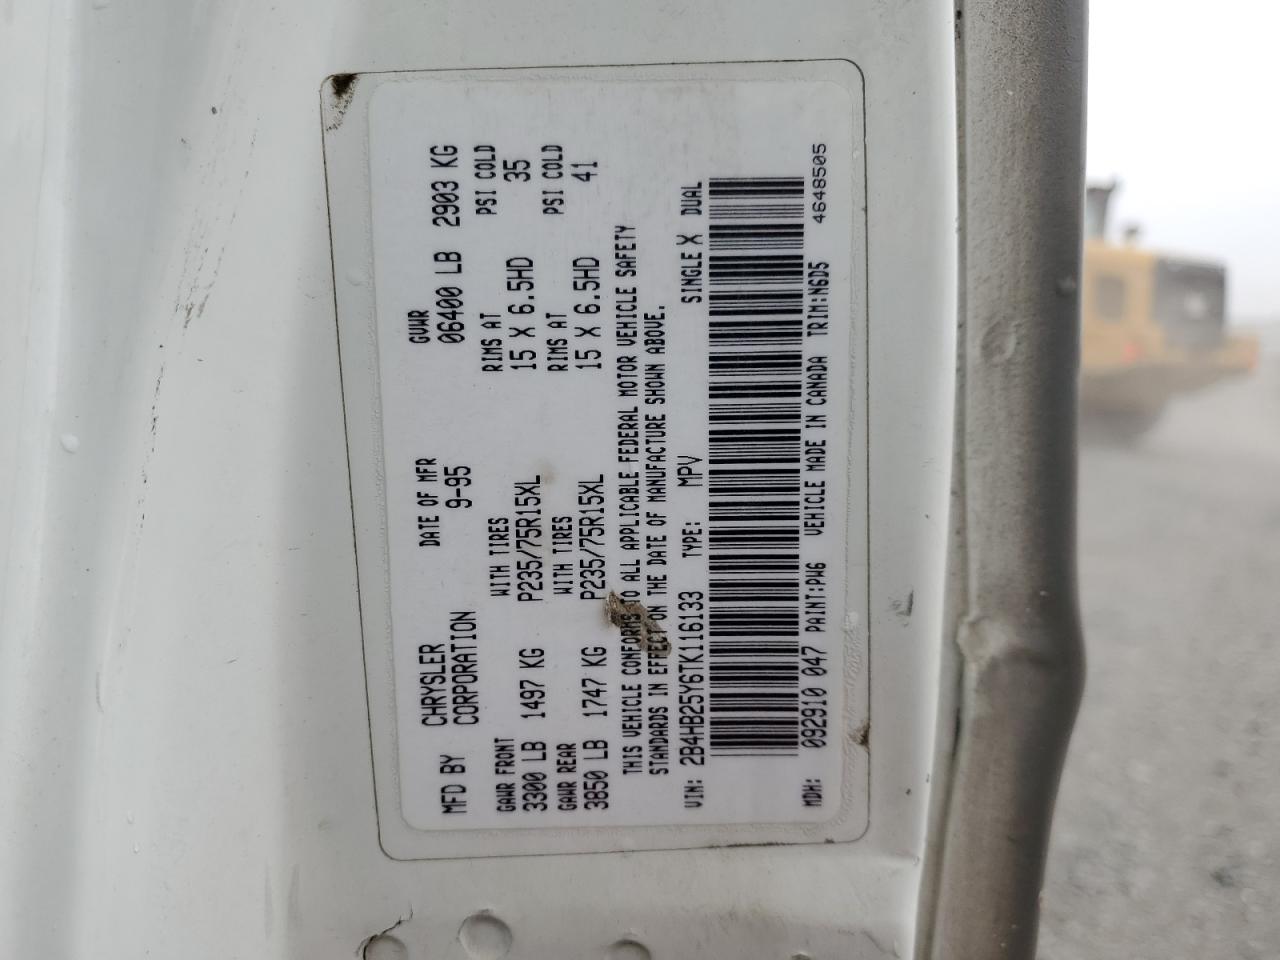 MFD BY CHRYSLER CORPORATION DATE OF MFR 9-95 GVWR 06400 LB 2903 KG
GAWR FRONT WITH TIRES RIMS AT PSI COLD
3300 LB 1497 KG P235/75R15XL 15 X 6.5HD 35
GAWR REAR WITH TIRES RIMS AT PSI COLD
3850 LB 1747 KG P235/75R15XL 15 X 6.5HD 41
THIS VEHICLE CONFORMS TO ALL APPLICABLE FEDERAL MOTOR VEHICLE SAFETY
STANDARDS IN EFFECT ON THE DATE OF MANUFACTURE SHOWN ABOVE.
VIN: 2B4HB25Y6TK116133 TYPE: MPV SINGLE X DUAL
MDH: 092910 047 PAINT:PW6 VEHICLE MADE IN CANADA TRIM:N6D5 4648505